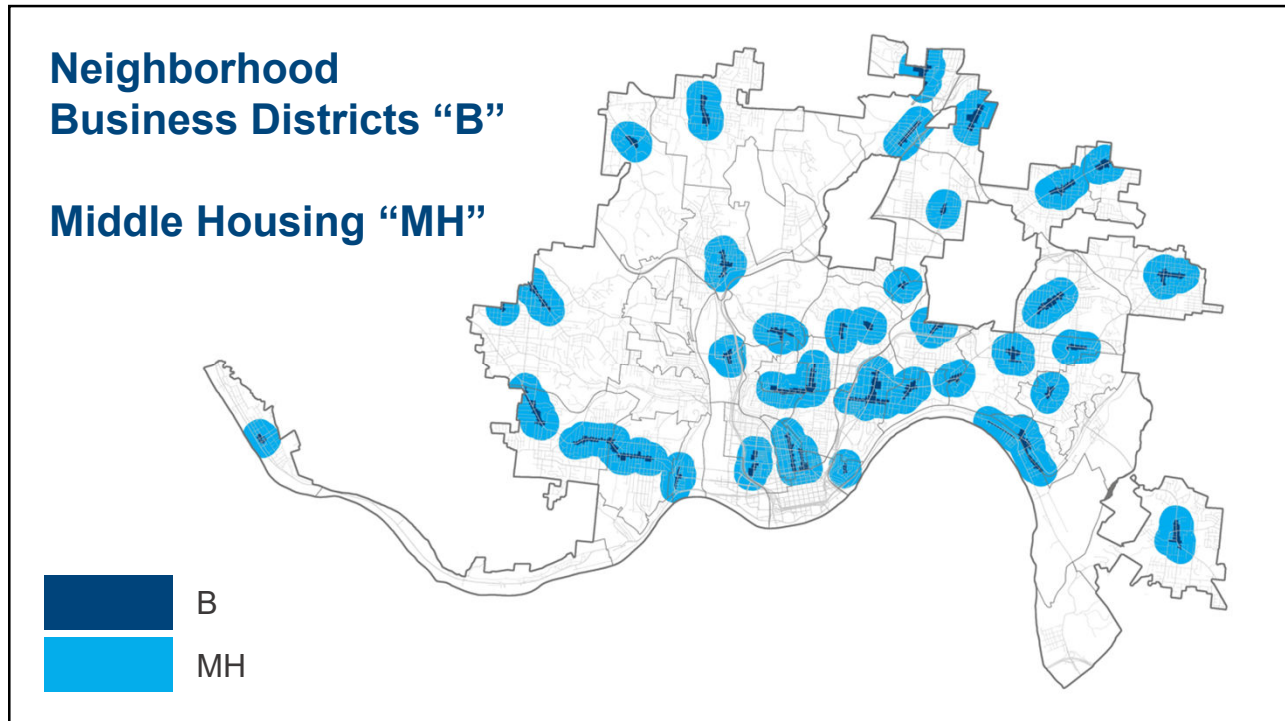 Neighborhood
Business Districts “B”
Middle Housing “MH”
B
MH